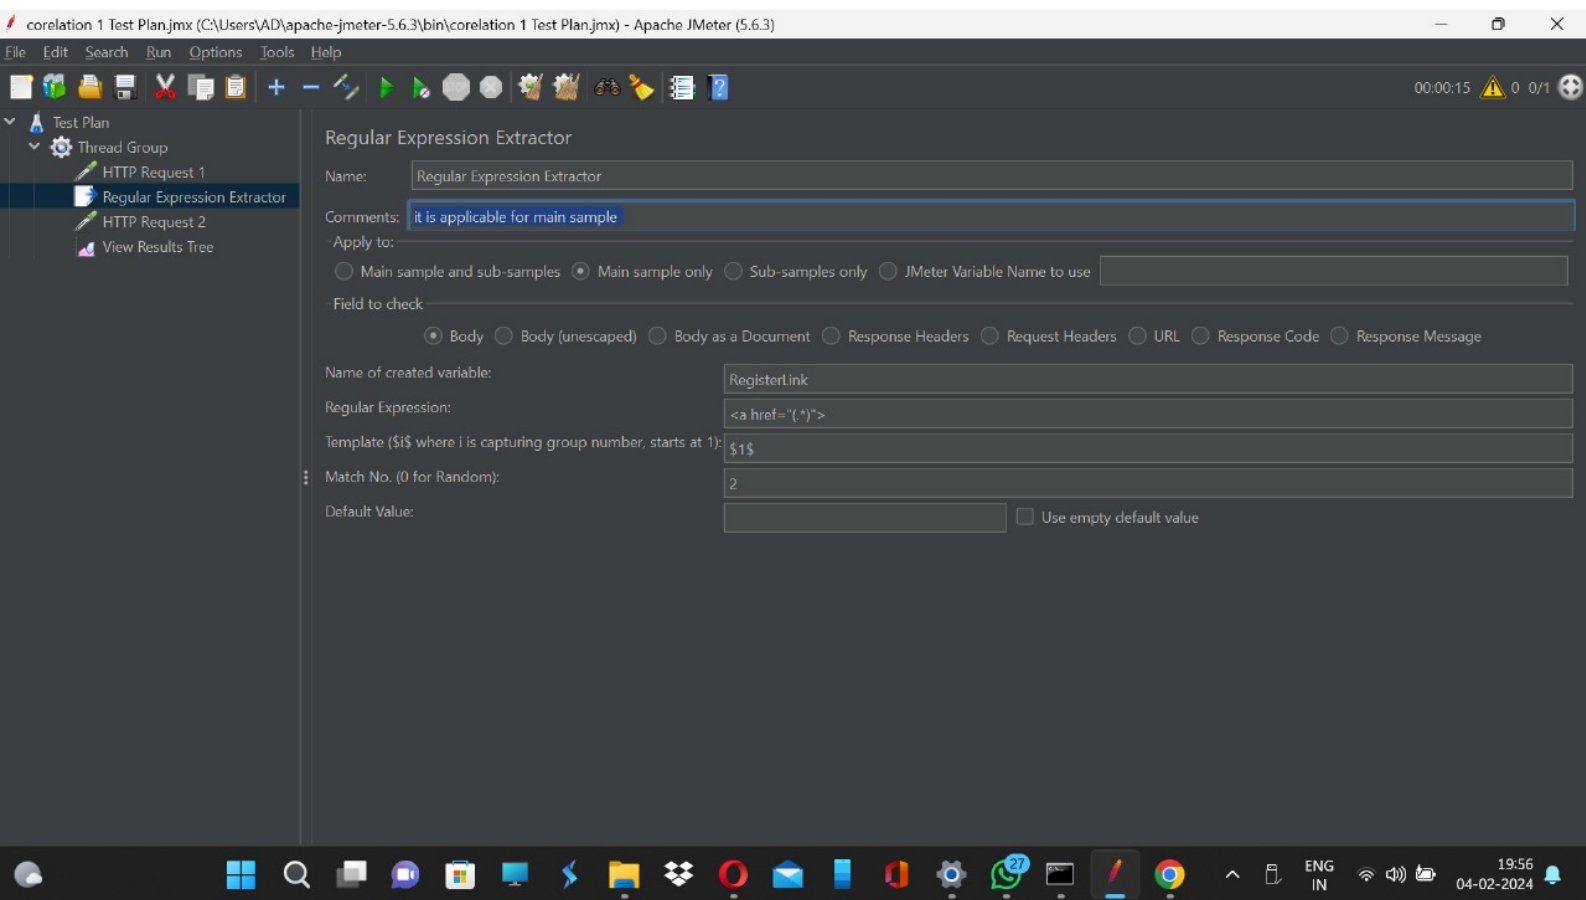 corelation 1 Test Plan.jmx (C:\Users\AD\apache-jmeter-5.6.3\bin\corelation 1 Test Plan.jmx) - Apache JMeter (5.6.3)
File Edit Search Run Options Tools Help
STOP 00:00:15 0 0/1
Test Plan
Thread Group
HTTP Request 1
Regular Expression Extractor
HTTP Request 2
View Results Tree
Regular Expression Extractor
Name: Regular Expression Extractor
Comments: it is applicable for main sample
Apply to:
Main sample and sub-samples Main sample only Sub-samples only JMeter Variable Name to use
Field to check
Body Body (unescaped) Body as a Document Response Headers Request Headers URL Response Code Response Message
Name of created variable: RegisterLink
Regular Expression: <a href="(.*)">
Template ($i$ where i is capturing group number, starts at 1): $1$
Match No. (0 for Random): 2
Default Value: Use empty default value
27
ENG
IN
19:56
04-02-2024